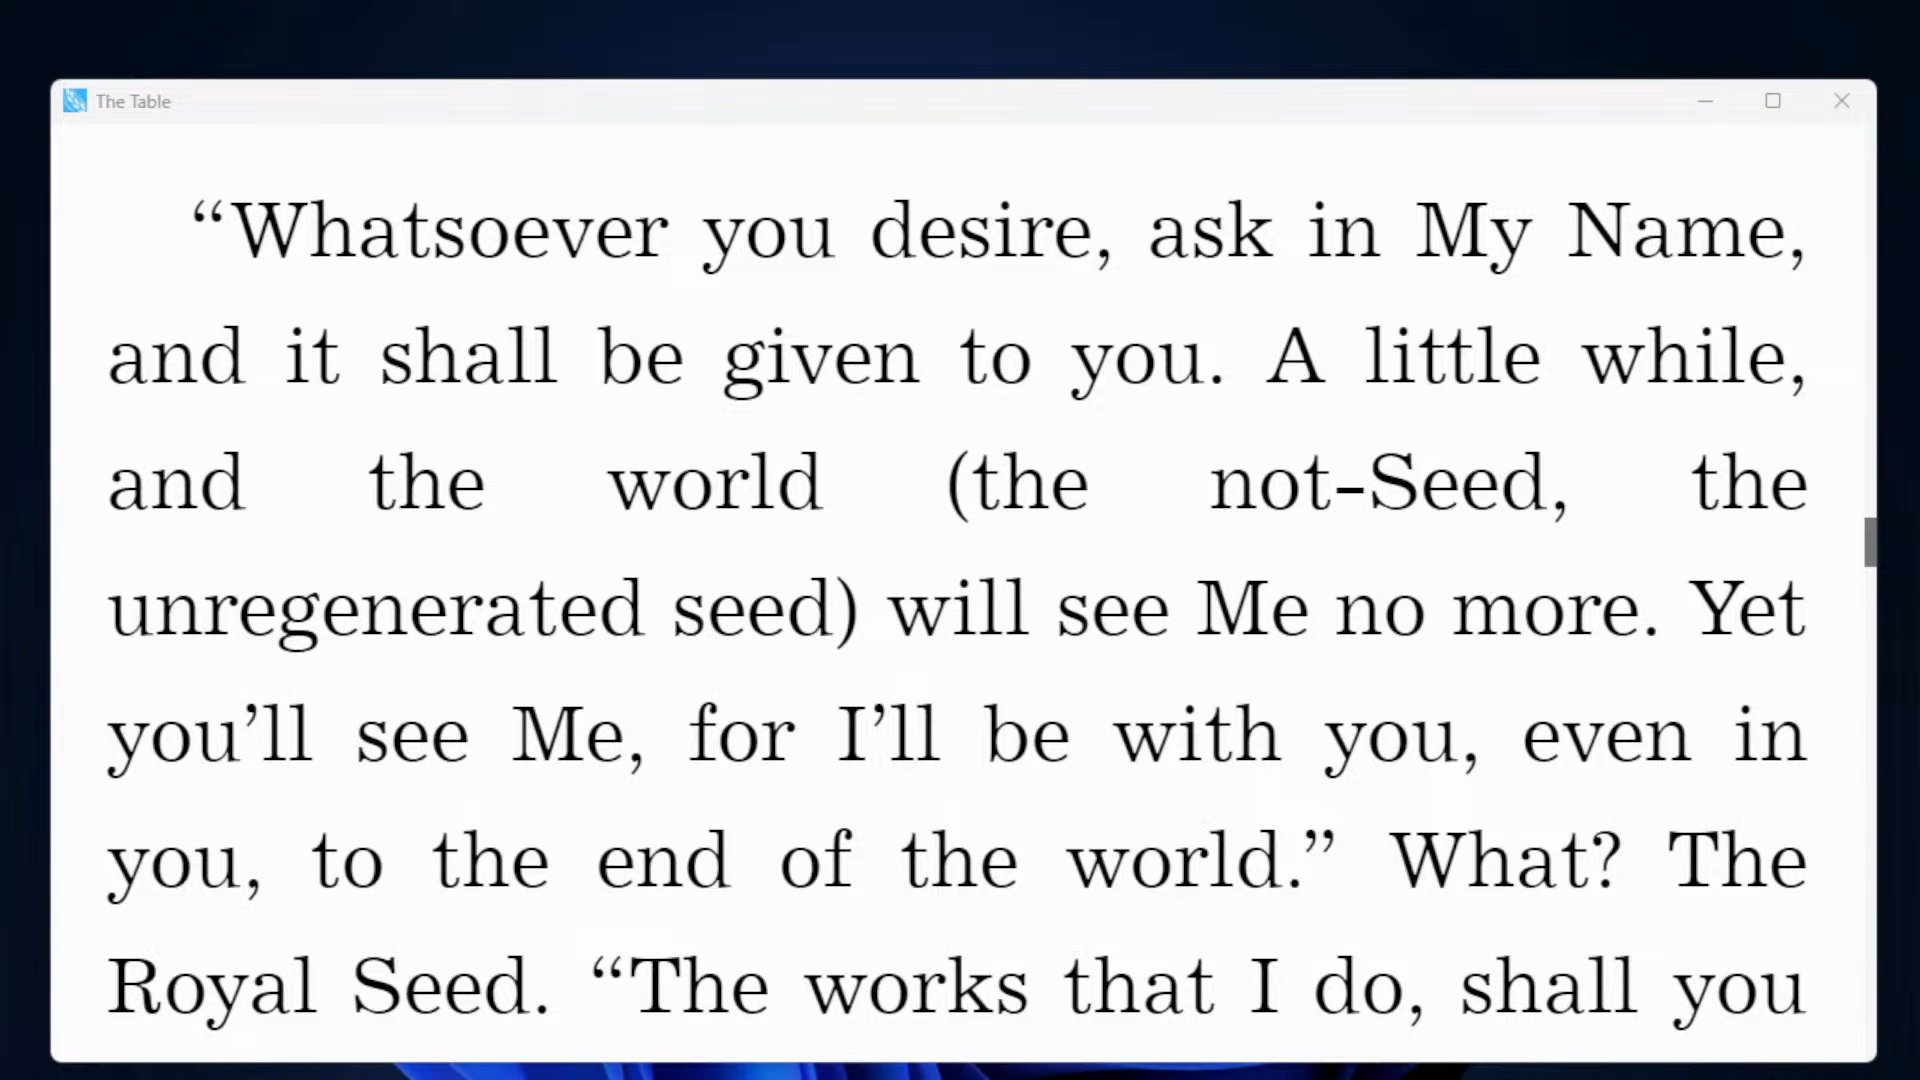 The Table
“Whatsoever you desire, ask in My Name,
and it shall be given to you. A little while,
and the world (the not-Seed, the
unregenerated seed) will see Me no more. Yet
you’ll see Me, for I’ll be with you, even in
you, to the end of the world.” What? The
Royal Seed. “The works that I do, shall you